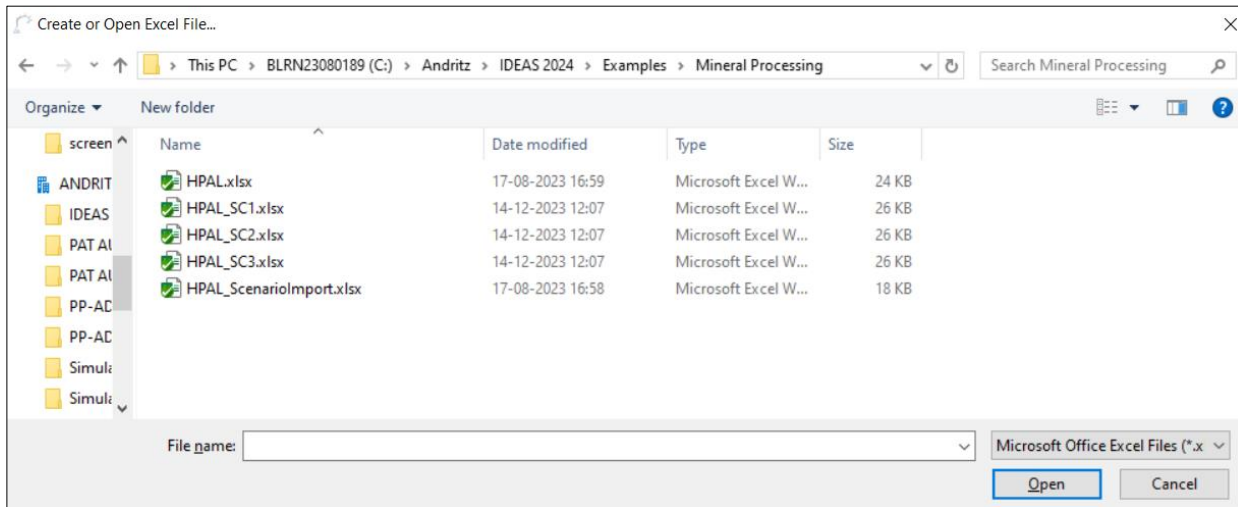 Create or Open Excel File...
> This PC > BLRN23080189 (C:) > Andritz > IDEAS 2024 > Examples > Mineral Processing
Search Mineral Processing
Organize
New folder
Name Date modified Type Size
screen
ANDRIT
IDEAS
PAT AU
PAT AU
PP-AD
PP-AD
Simula
Simula
HPAL.xlsx 17-08-2023 16:59 Microsoft Excel W... 24 KB
HPAL_SC1.xlsx 14-12-2023 12:07 Microsoft Excel W... 26 KB
HPAL_SC2.xlsx 14-12-2023 12:07 Microsoft Excel W... 26 KB
HPAL_SC3.xlsx 14-12-2023 12:07 Microsoft Excel W... 26 KB
HPAL_ScenarioImport.xlsx 17-08-2023 16:58 Microsoft Excel W... 18 KB
File name:
Microsoft Office Excel Files (*.x
Open
Cancel